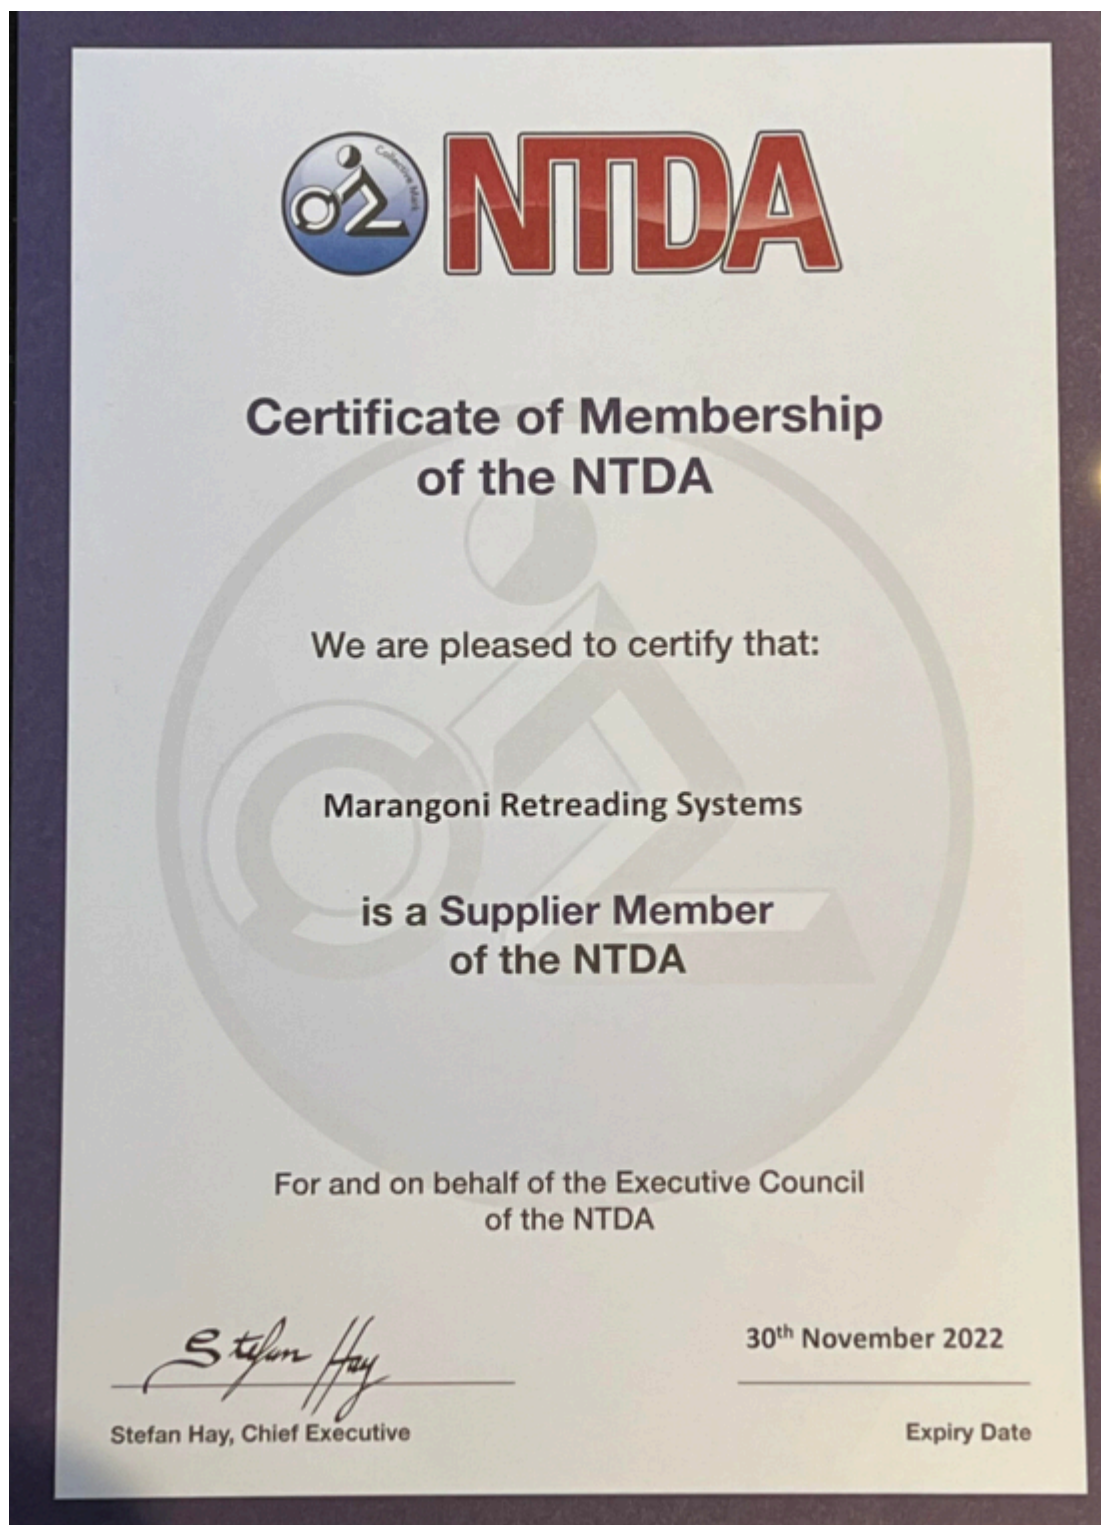 Collective Mark
NTDA
Certificate of Membership
of the NTDA
We are pleased to certify that:
Marangoni Retreading Systems
is a Supplier Member
of the NTDA
For and on behalf of the Executive Council
of the NTDA
Stefan Hay
30th November 2022
Stefan Hay, Chief Executive
Expiry Date